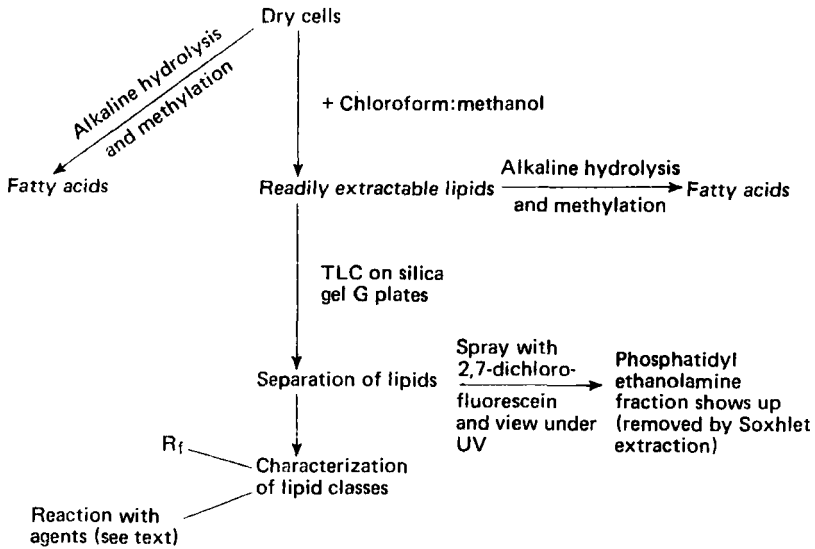 Dry cells
Alkaline hydrolysis
and methylation
+ Chloroform:methanol
Fatty acids
Readily extractable lipids
Alkaline hydrolysis
and methylation
Fatty acids
TLC on silica
gel G plates
Separation of lipids
Spray with
2,7-dichloro-
fluorescein
and view under
UV
Phosphatidyl
ethanolamine
fraction shows up
(removed by Soxhlet
extraction)
Rf
Characterization
of lipid classes
Reaction with
agents (see text)